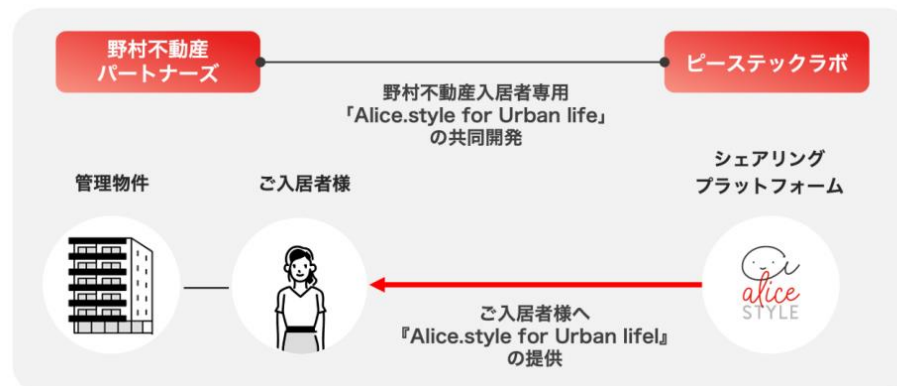 野村不動産
パートナーズ
ピーステックラボ
野村不動産入居者専用
「Alice.style for Urban life」
の共同開発
管理物件
ご入居者様
シェアリング
プラットフォーム
alice
STYLE
ご入居者様へ
『Alice.style for Urban lifel』
の提供